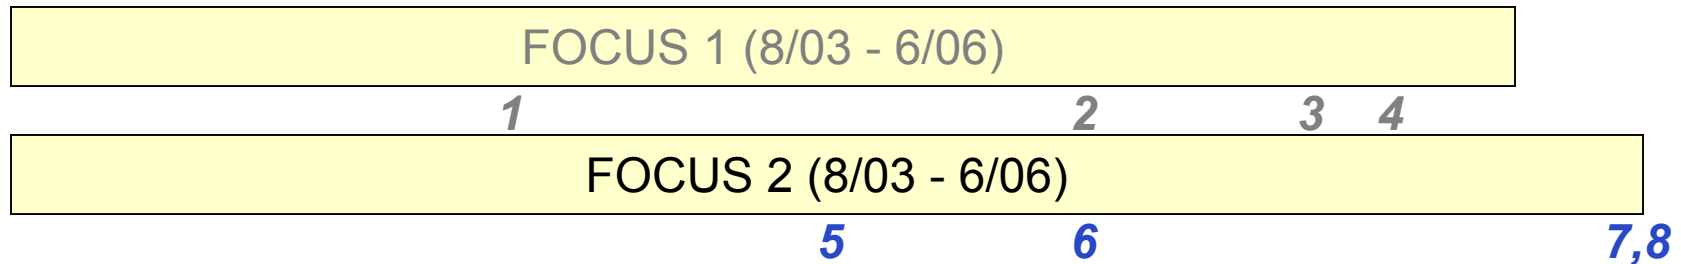 FOCUS 1 (8/03 - 6/06)
1 2 3 4
FOCUS 2 (8/03 - 6/06)
5 6 7,8